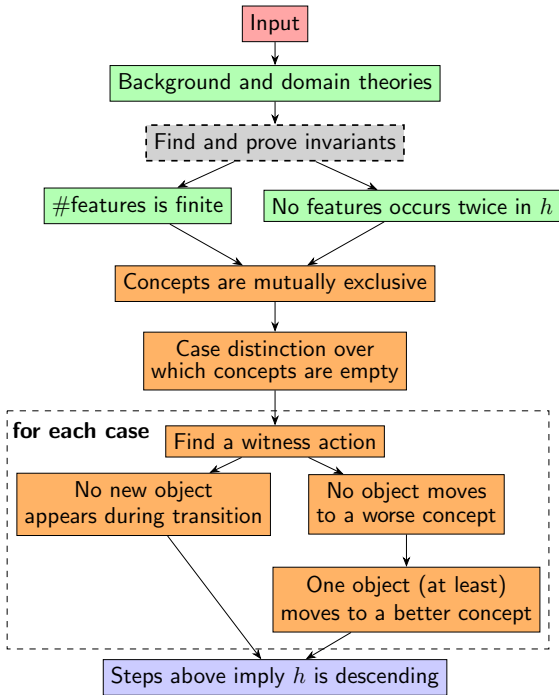 Input
Background and domain theories
Find and prove invariants
#features is finite
No features occurs twice in h
Concepts are mutually exclusive
Case distinction over
which concepts are empty
for each case
Find a witness action
No new object
appears during transition
No object moves
to a worse concept
One object (at least)
moves to a better concept
Steps above imply h is descending